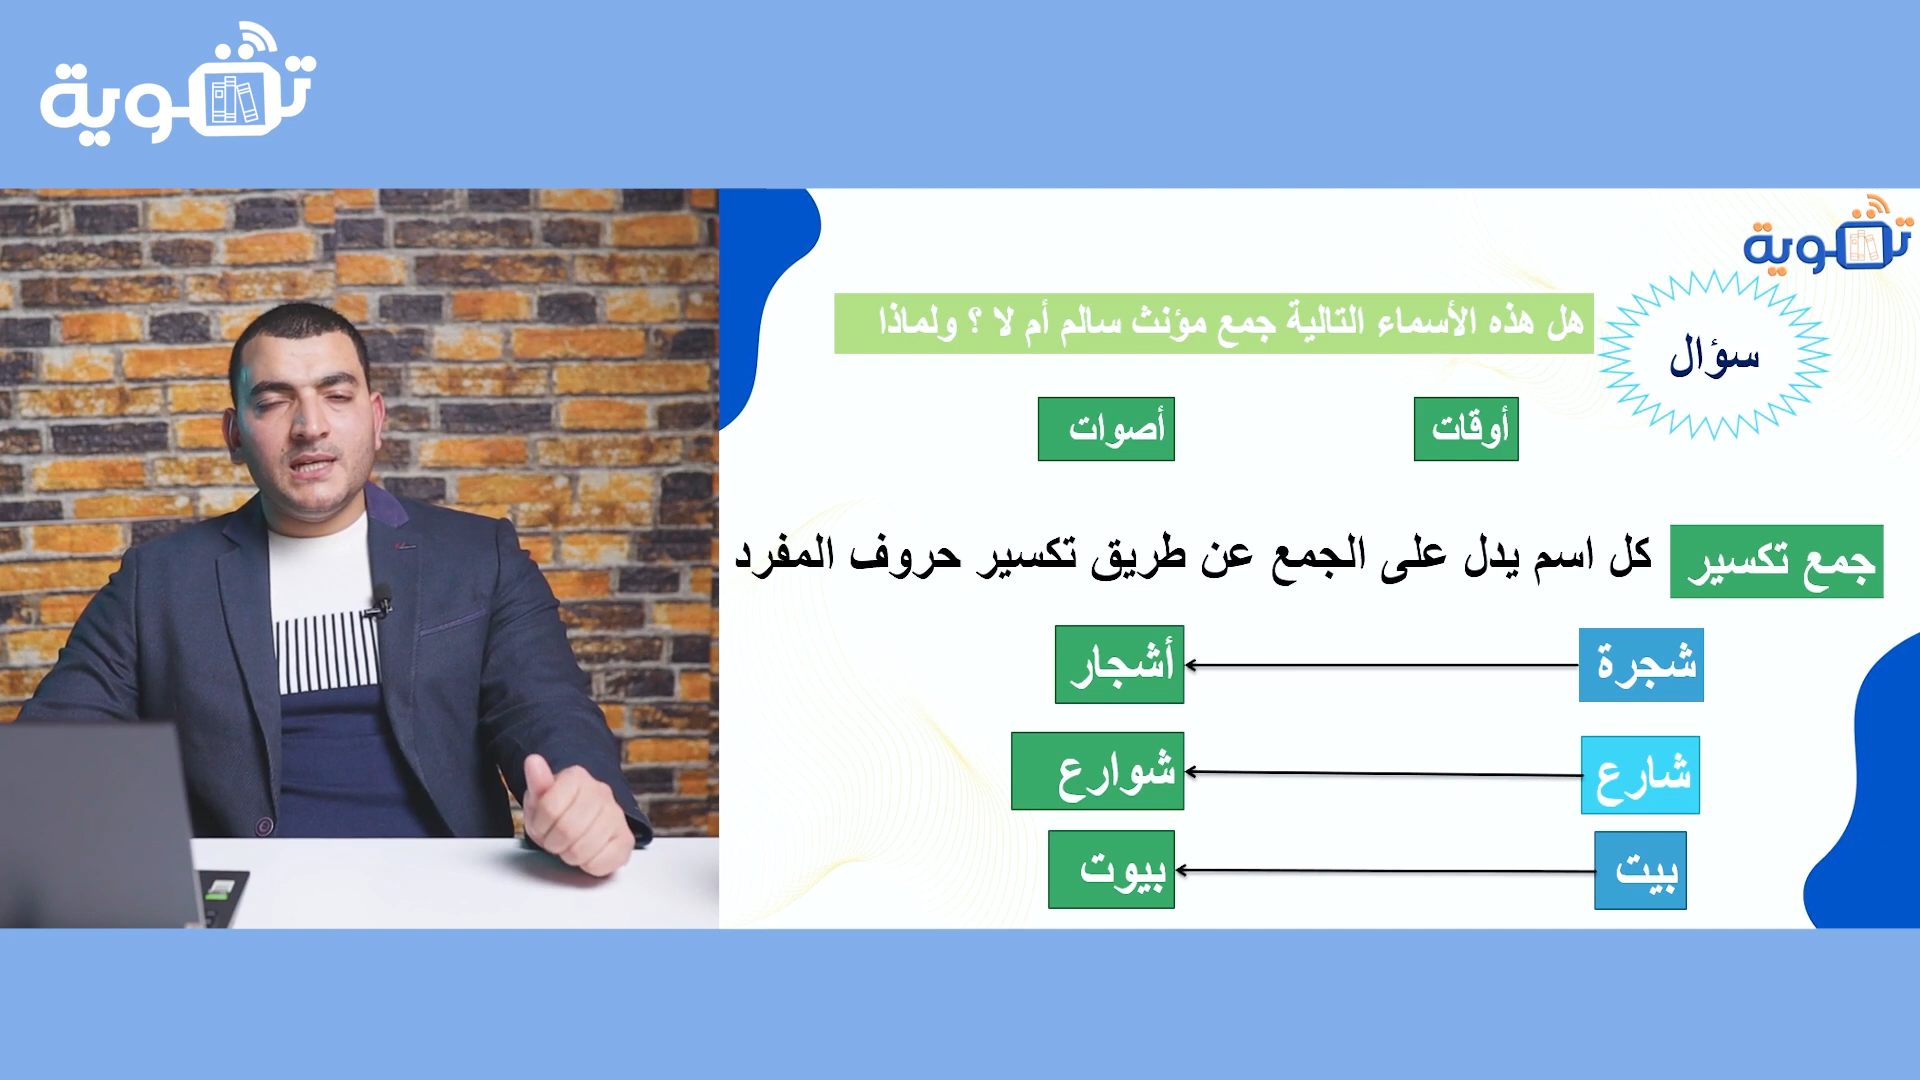 تقوية
تقوية
سؤال
هل هذه الأسماء التالية جمع مؤنث سالم أم لا ؟ ولماذا
أوقات
أصوات
جمع تكسير
كل اسم يدل على الجمع عن طريق تكسير حروف المفرد
شجرة
أشجار
شارع
شوارع
بيت
بيوت